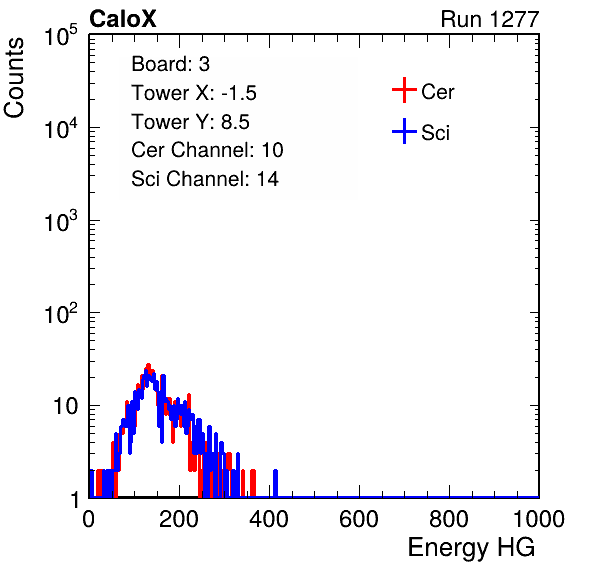 CaloX Run 1277
Counts
10^5
10^4
10^3
10^2
10
1
Board: 3
Tower X: -1.5
Tower Y: 8.5
Cer Channel: 10
Sci Channel: 14
Cer
Sci
0 200 400 600 800 1000
Energy HG